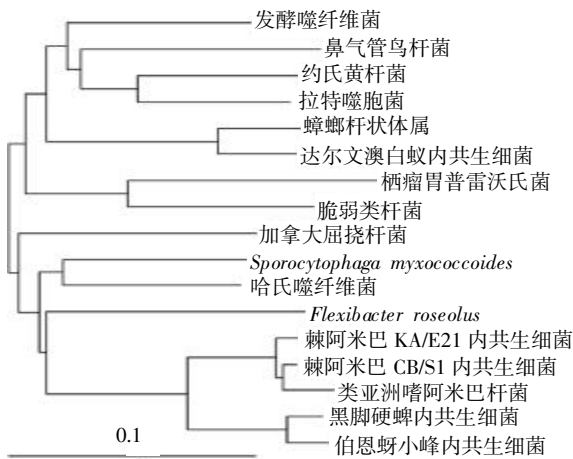 发酵噬纤维菌
鼻气管鸟杆菌
约氏黄杆菌
拉特噬胞菌
蟑螂杆状体属
达尔文澳白蚁内共生细菌
栖瘤胃普雷沃氏菌
脆弱类杆菌
加拿大屈挠杆菌
Sporocytophaga myxococcoides
哈氏噬纤维菌
Flexibacter roseolus
棘阿米巴 KA/E21 内共生细菌
棘阿米巴 CB/S1 内共生细菌
类亚洲嗜阿米巴杆菌
黑脚硬蜱内共生细菌
伯恩蚜小峰内共生细菌
0.1